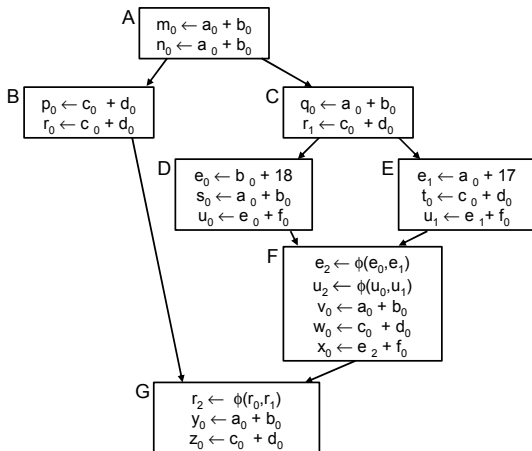 A
m₀ ← a₀ + b₀
n₀ ← a₀ + b₀
B
p₀ ← c₀ + d₀
r₀ ← c₀ + d₀
C
q₀ ← a₀ + b₀
r₁ ← c₀ + d₀
D
e₀ ← b₀ + 18
s₀ ← a₀ + b₀
u₀ ← e₀ + f₀
E
e₁ ← a₀ + 17
t₀ ← c₀ + d₀
u₁ ← e₁ + f₀
F
e₂ ← ϕ(e₀,e₁)
u₂ ← ϕ(u₀,u₁)
v₀ ← a₀ + b₀
w₀ ← c₀ + d₀
x₀ ← e₂ + f₀
G
r₂ ← ϕ(r₀,r₁)
y₀ ← a₀ + b₀
z₀ ← c₀ + d₀